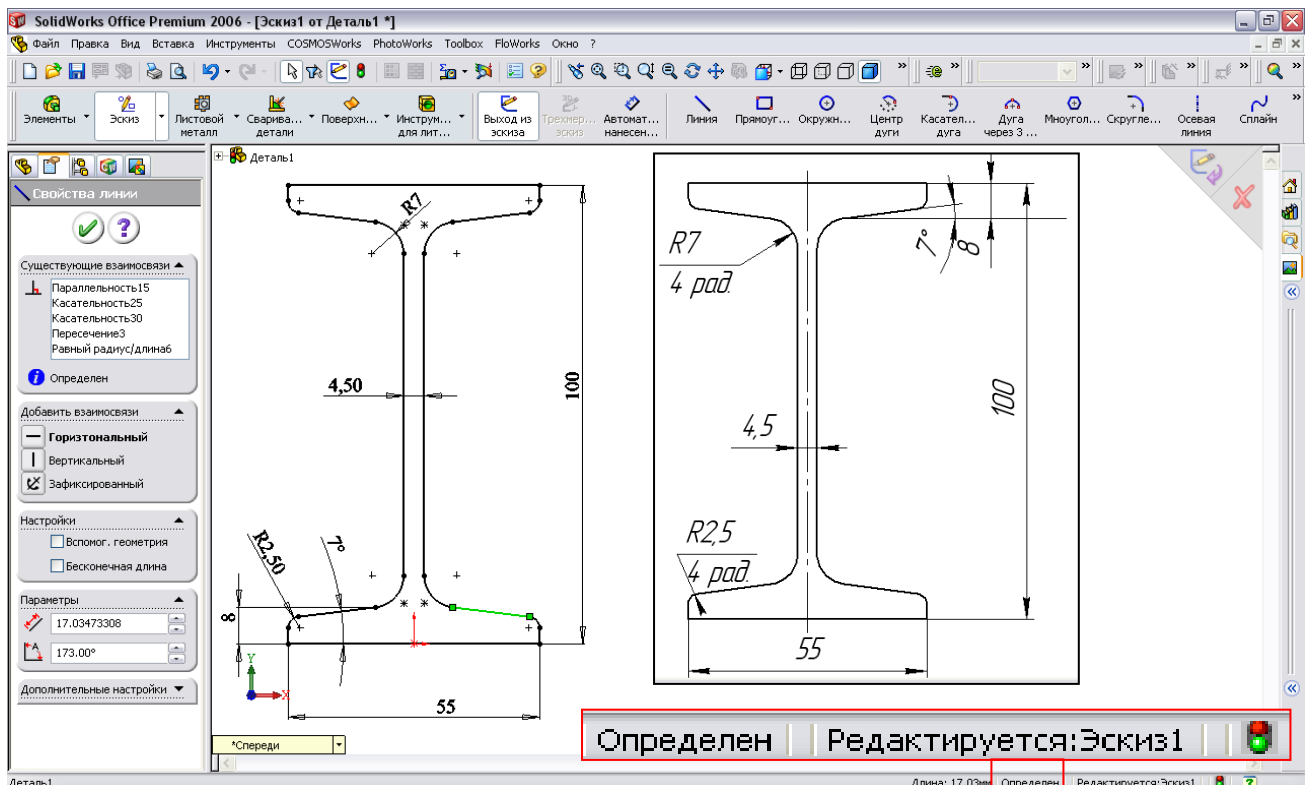 SolidWorks Office Premium 2006 - [Эскиз1 от Деталь1 *]
Файл Правка Вид Вставка Инструменты COSMOSWorks PhotoWorks Toolbox FloWorks Окно ?
Элементы Эскиз Листовой металл Сварива... детали Поверхн... Инструм... для лит... Выход из эскиза Трехмер... эскиз Автомат... нанесен... Линия Прямоуг... Окружн... Центр дуги Касател... дуга Дуга через 3 ... Многоугол... Скругле... Осевая линия Сплайн
Деталь1
Свойства линии
Существующие взаимосвязи
Параллельность15
Касательность25
Касательность30
Пересечение3
Равный радиус/длина6
Определен
Добавить взаимосвязи
Горизтональный
Вертикальный
Зафиксированный
Настройки
Вспомог. геометрия
Бесконечная длина
Параметры
17.03473308
173.00°
Дополнительные настройки
R7
4,50
100
R2,50
7°
8
55
Y
X
R7
4 рад.
7°
8
4,5
100
R2,5
4 рад.
55
*Спереди
Определен Редактируется:Эскиз1
Деталь1 Длина: 17.03мм Определен Редактируется:Эскиз1